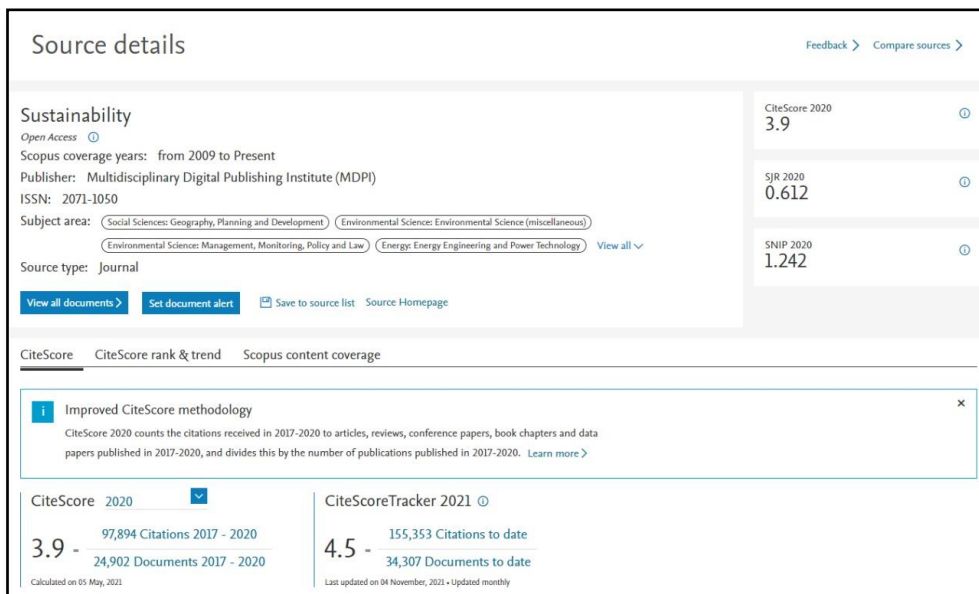 Source details
Feedback > Compare sources >
Sustainability
Open Access
Scopus coverage years: from 2009 to Present
Publisher: Multidisciplinary Digital Publishing Institute (MDPI)
ISSN: 2071-1050
Subject area: Social Sciences: Geography, Planning and Development Environmental Science: Environmental Science (miscellaneous)
Environmental Science: Management, Monitoring, Policy and Law Energy: Energy Engineering and Power Technology View all
Source type: Journal
View all documents > Set document alert Save to source list Source Homepage
CiteScore 2020
3.9
SJR 2020
0.612
SNIP 2020
1.242
CiteScore CiteScore rank & trend Scopus content coverage
i Improved CiteScore methodology ×
CiteScore 2020 counts the citations received in 2017-2020 to articles, reviews, conference papers, book chapters and data
papers published in 2017-2020, and divides this by the number of publications published in 2017-2020. Learn more >
CiteScore 2020
3.9 =
97,894 Citations 2017 - 2020
24,902 Documents 2017 - 2020
Calculated on 05 May, 2021
CiteScoreTracker 2021
4.5 =
155,353 Citations to date
34,307 Documents to date
Last updated on 04 November, 2021 • Updated monthly